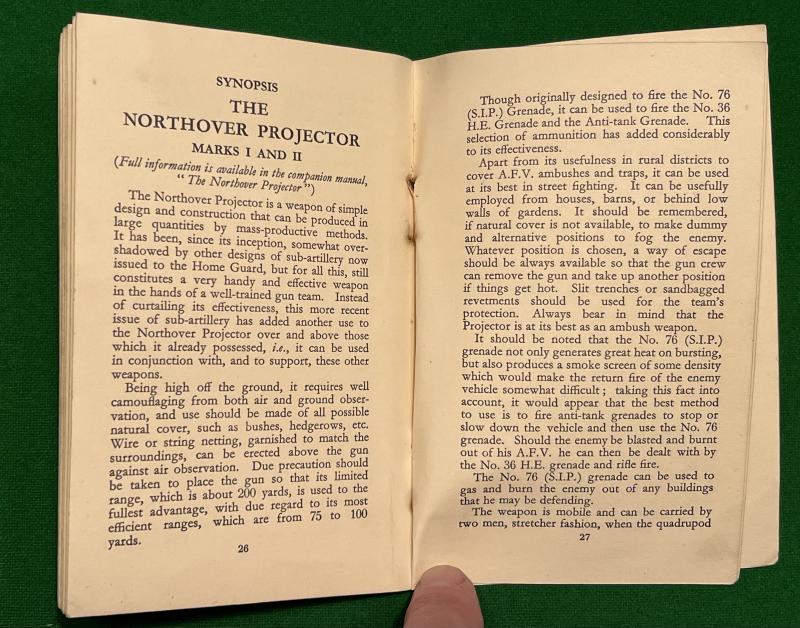 SYNOPSIS
THE
NORTHOVER PROJECTOR
MARKS I AND II
(Full information is available in the companion manual,
" The Northover Projector ")
The Northover Projector is a weapon of simple
design and construction that can be produced in
large quantities by mass-productive methods.
It has been, since its inception, somewhat over-
shadowed by other designs of sub-artillery now
issued to the Home Guard, but for all this, still
constitutes a very handy and effective weapon
in the hands of a well-trained gun team. Instead
of curtailing its effectiveness, this more recent
issue of sub-artillery has added another use to
the Northover Projector over and above those
which it already possessed, i.e., it can be used
in conjunction with, and to support, these other
weapons.
Being high off the ground, it requires well
camouflaging from both air and ground obser-
vation, and use should be made of all possible
natural cover, such as bushes, hedgerows, etc.
Wire or string netting, garnished to match the
surroundings, can be erected above the gun
against air observation. Due precaution should
be taken to place the gun so that its limited
range, which is about 200 yards, is used to the
fullest advantage, with due regard to its most
efficient ranges, which are from 75 to 100
yards.
26
Though originally designed to fire the No. 76
(S.I.P.) Grenade, it can be used to fire the No. 36
H.E. Grenade and the Anti-tank Grenade. This
selection of ammunition has added considerably
to its effectiveness.
Apart from its usefulness in rural districts to
cover A.F.V. ambushes and traps, it can be used
at its best in street fighting. It can be usefully
employed from houses, barns, or behind low
walls of gardens. It should be remembered,
if natural cover is not available, to make dummy
and alternative positions to fog the enemy.
Whatever position is chosen, a way of escape
should be always available so that the gun crew
can remove the gun and take up another position
if things get hot. Slit trenches or sandbagged
revetments should be used for the team's
protection. Always bear in mind that the
Projector is at its best as an ambush weapon.
It should be noted that the No. 76 (S.I.P.)
grenade not only generates great heat on bursting,
but also produces a smoke screen of some density
which would make the return fire of the enemy
vehicle somewhat difficult ; taking this fact into
account, it would appear that the best method
to use is to fire anti-tank grenades to stop or
slow down the vehicle and then use the No. 76
grenade. Should the enemy be blasted and burnt
out of his A.F.V. he can then be dealt with by
the No. 36 H.E. grenade and rifle fire.
The No. 76 (S.I.P.) grenade can be used to
gas and burn the enemy out of any buildings
that he may be defending.
The weapon is mobile and can be carried by
two men, stretcher fashion, when the quadrupod
27